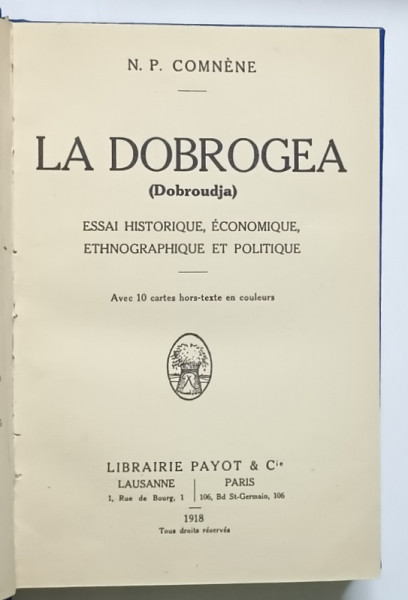 N. P. COMNÈNE
LA DOBROGEA
(Dobroudja)
ESSAI HISTORIQUE, ÉCONOMIQUE,
ETHNOGRAPHIQUE ET POLITIQUE
Avec 10 cartes hors-texte en couleurs
LIBRAIRIE PAYOT & Cie
LAUSANNE
1, Rue de Bourg, 1
PARIS
106, Bd St-Germain, 106
1918
Tous droits réservés